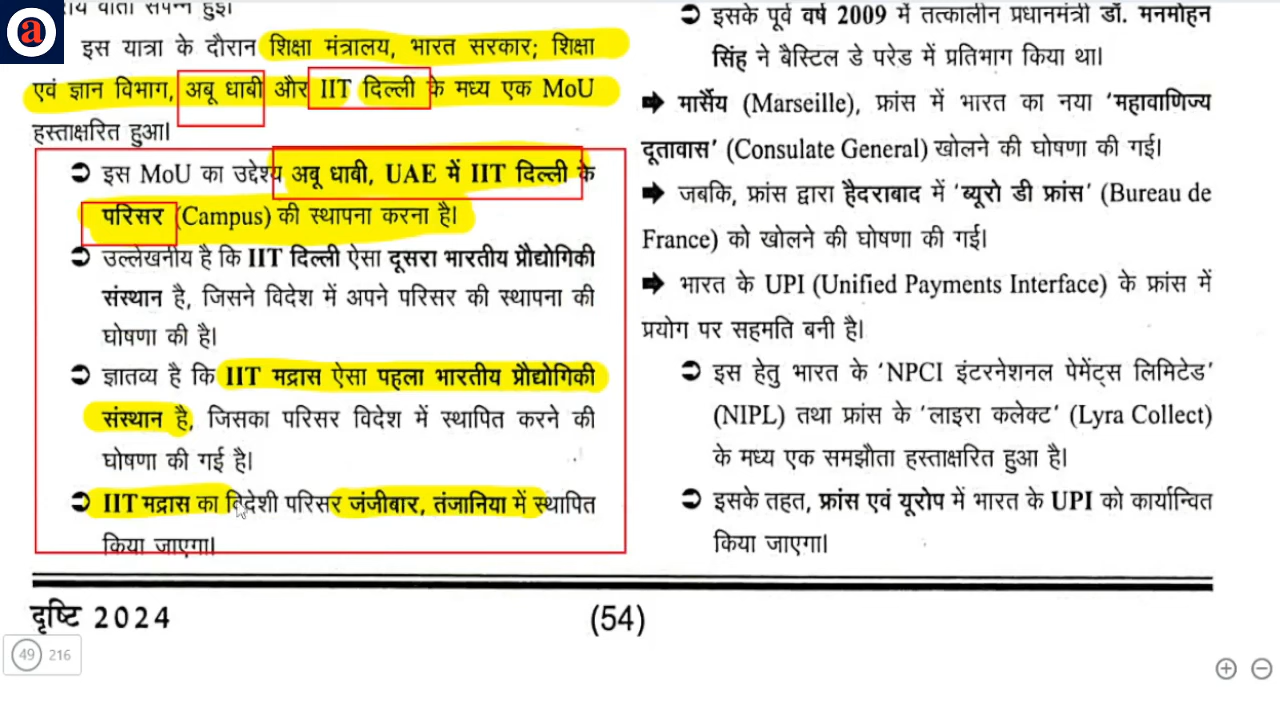 a
वार्ता संपन्न हुई।
इस यात्रा के दौरान शिक्षा मंत्रालय, भारत सरकार; शिक्षा
एवं ज्ञान विभाग, अबू धाबी और IIT दिल्ली के मध्य एक MoU
हस्ताक्षरित हुआ।
➲ इस MoU का उद्देश्य अबू धाबी, UAE में IIT दिल्ली के
परिसर (Campus) की स्थापना करना है।
➲ उल्लेखनीय है कि IIT दिल्ली ऐसा दूसरा भारतीय प्रौद्योगिकी
संस्थान है, जिसने विदेश में अपने परिसर की स्थापना की
घोषणा की है।
➲ ज्ञातव्य है कि IIT मद्रास ऐसा पहला भारतीय प्रौद्योगिकी
संस्थान है, जिसका परिसर विदेश में स्थापित करने की
घोषणा की गई है।
➲ IIT मद्रास का विदेशी परिसर जंजीबार, तंजानिया में स्थापित
किया जाएगा।
➲ इसके पूर्व वर्ष 2009 में तत्कालीन प्रधानमंत्री डॉ. मनमोहन
सिंह ने बैस्टिल डे परेड में प्रतिभाग किया था।
➡ मार्सैय (Marseille), फ्रांस में भारत का नया 'महावाणिज्य
दूतावास' (Consulate General) खोलने की घोषणा की गई।
➡ जबकि, फ्रांस द्वारा हैदराबाद में 'ब्यूरो डी फ्रांस' (Bureau de
France) को खोलने की घोषणा की गई।
➡ भारत के UPI (Unified Payments Interface) के फ्रांस में
प्रयोग पर सहमति बनी है।
➲ इस हेतु भारत के 'NPCI इंटरनेशनल पेमेंट्स लिमिटेड'
(NIPL) तथा फ्रांस के 'लाइरा कलेक्ट' (Lyra Collect)
के मध्य एक समझौता हस्ताक्षरित हुआ है।
➲ इसके तहत, फ्रांस एवं यूरोप में भारत के UPI को कार्यान्वित
किया जाएगा।
दृष्टि 2024
(54)
49 216